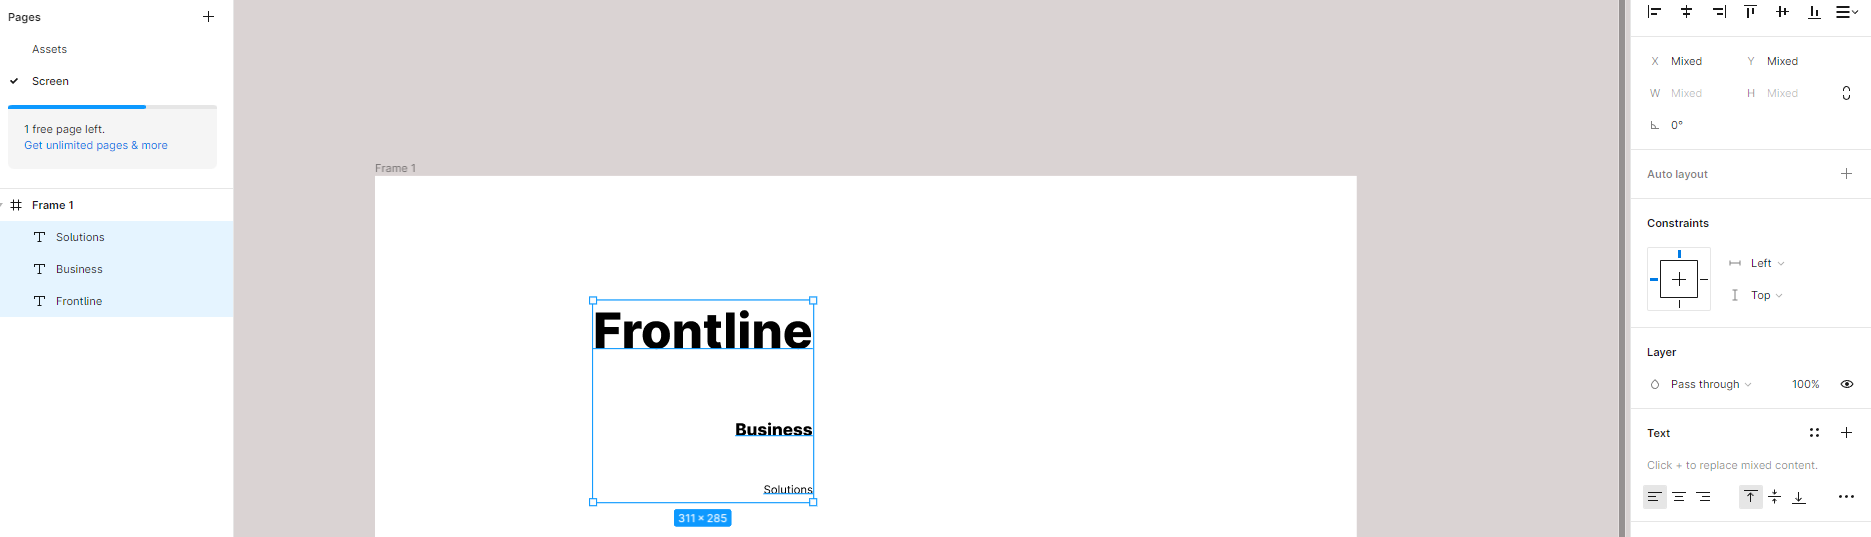 Pages
Assets
Screen
1 free page left.
Get unlimited pages & more
Frame 1
Solutions
Business
Frontline
Frame 1
Frontline
Business
Solutions
311 × 285
X Mixed Y Mixed
W Mixed H Mixed
0°
Auto layout
Constraints
Left
Top
Layer
Pass through 100%
Text
Click + to replace mixed content.